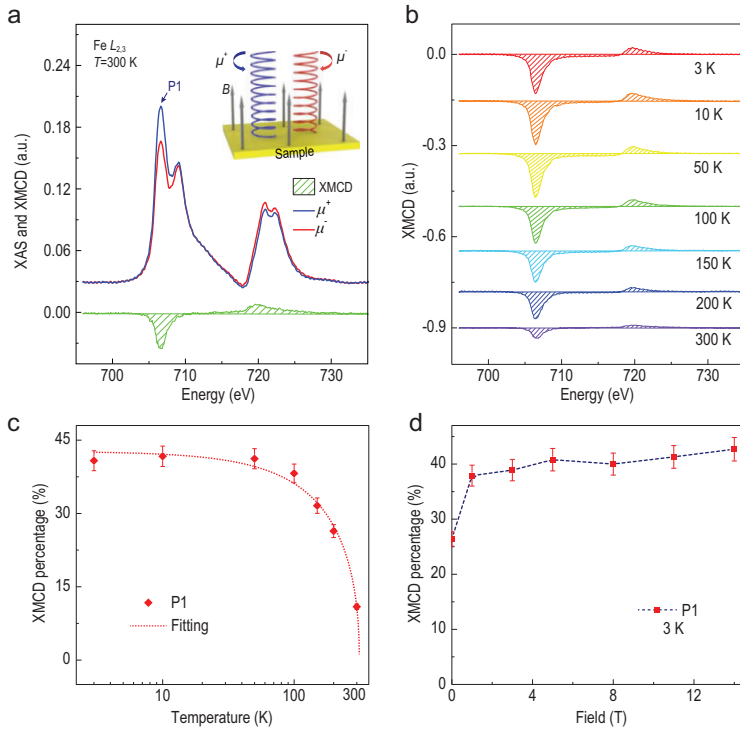 a
Fe L2,3
T=300 K
P1
μ+
μ-
B
Sample
XMCD
μ+
μ-
0.24
0.18
0.12
0.06
0.00
XAS and XMCD (a.u.)
700 710 720 730
Energy (eV)
b
0.0
-0.3
-0.6
-0.9
XMCD (a.u.)
3 K
10 K
50 K
100 K
150 K
200 K
300 K
700 710 720 730
Energy (eV)
c
45
30
15
0
XMCD percentage (%)
P1
Fitting
10 100 300
Temperature (K)
d
50
40
30
20
10
0
XMCD percentage (%)
P1
3 K
0 4 8 12
Field (T)